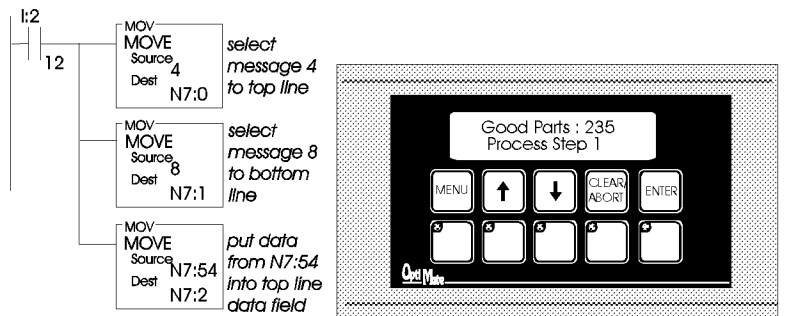 I:2
12
MOV
MOVE
Source
4
Dest
N7:0
select
message 4
to top line
MOV
MOVE
Source
8
Dest
N7:1
select
message 8
to bottom
line
MOV
MOVE
Source
N7:54
Dest
N7:2
put data
from N7:54
into top line
data field
Good Parts : 235
Process Step 1
MENU
↑
↓
CLEAR/
ABORT
ENTER
Opti Mate